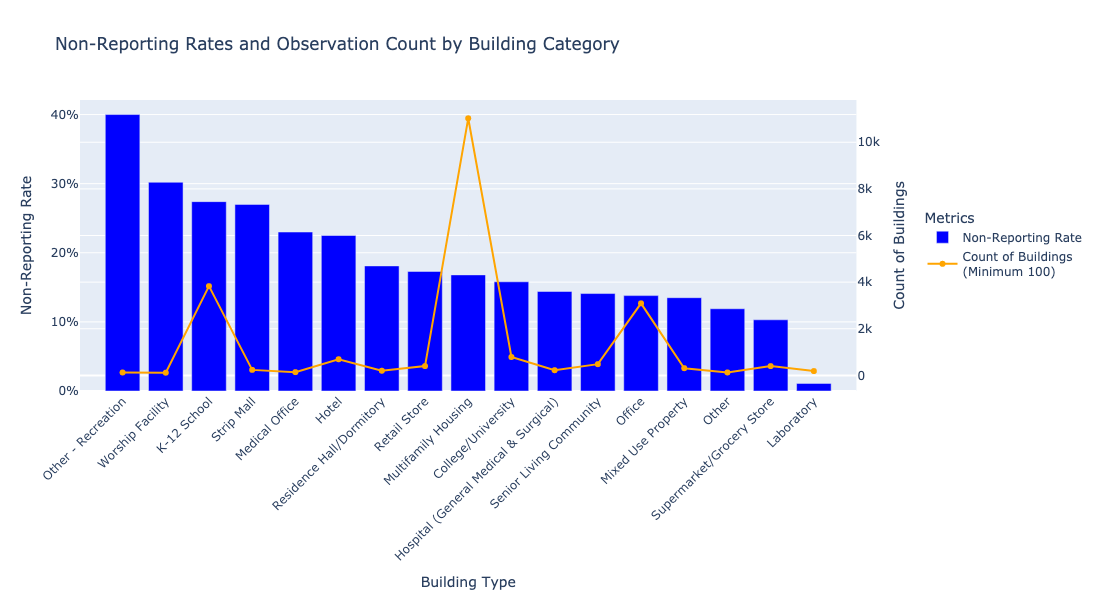 Non-Reporting Rates and Observation Count by Building Category
Non-Reporting Rate
40%
30%
20%
10%
0%
10k
8k
6k
4k
2k
0
Count of Buildings
Metrics
Non-Reporting Rate
Count of Buildings
(Minimum 100)
Other - Recreation
Worship Facility
K-12 School
Strip Mall
Medical Office
Hotel
Residence Hall/Dormitory
Retail Store
Multifamily Housing
College/University
Hospital (General Medical & Surgical)
Senior Living Community
Office
Mixed Use Property
Other
Supermarket/Grocery Store
Laboratory
Building Type